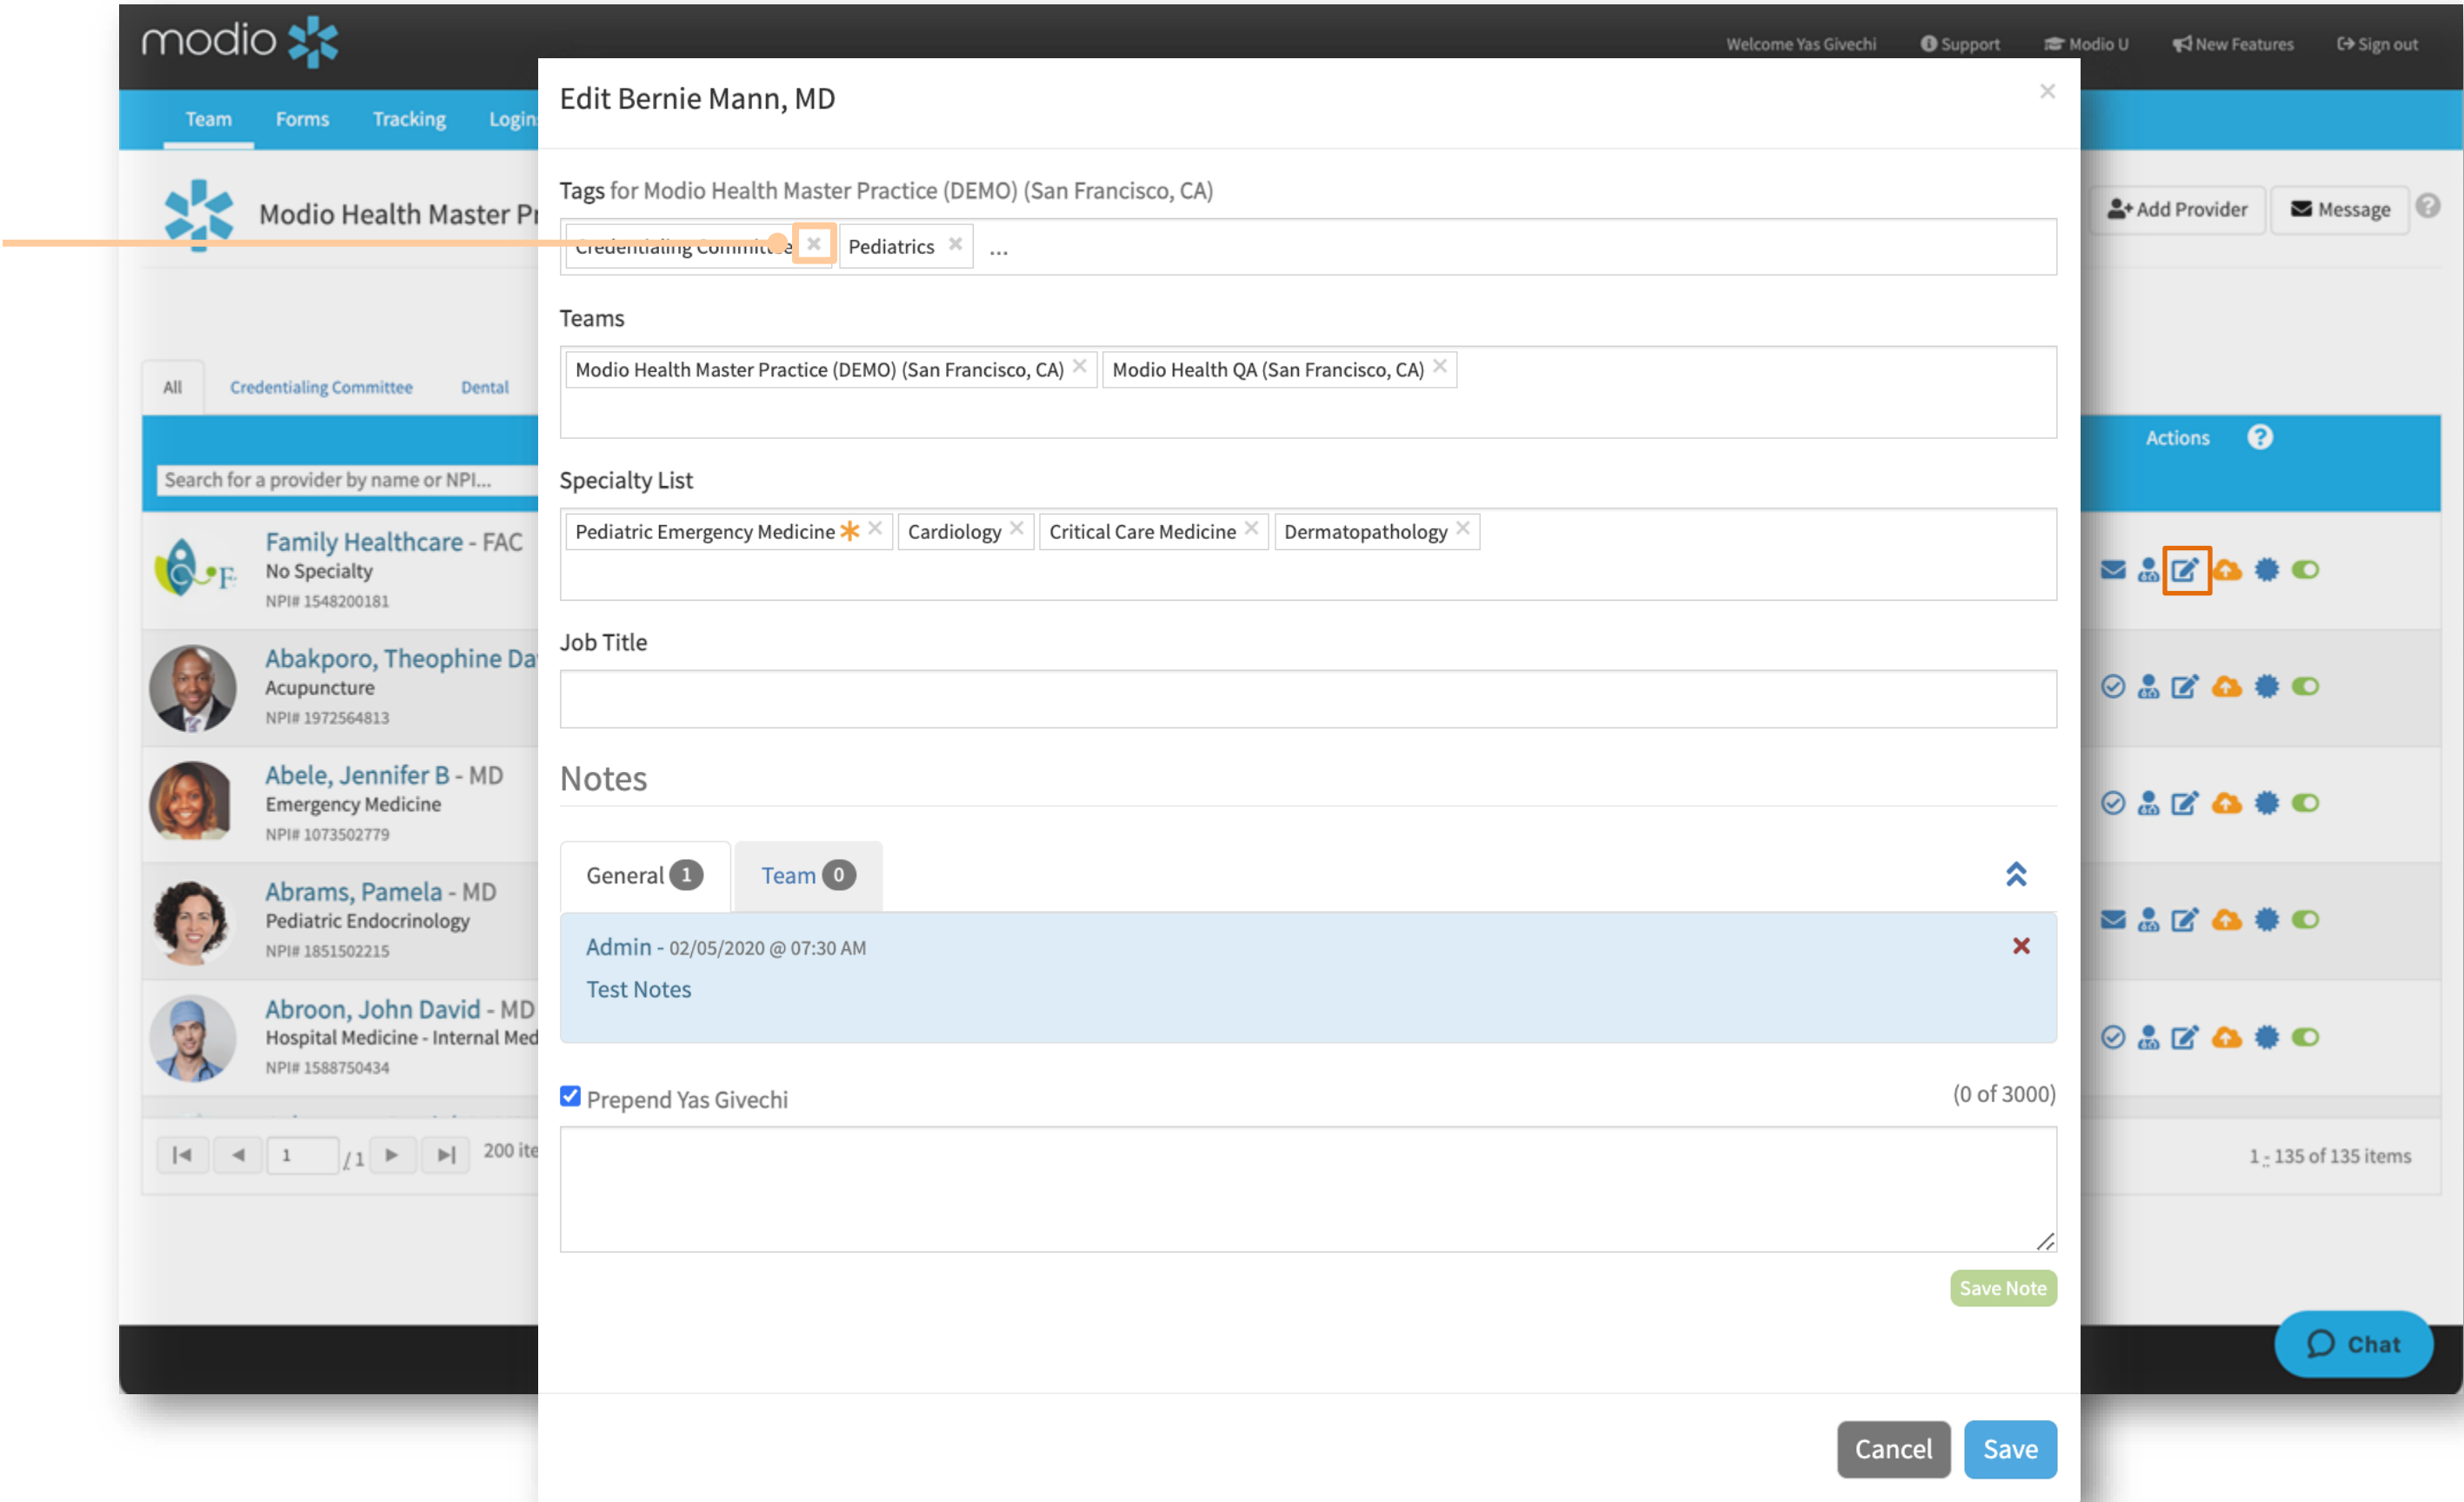 modio
Welcome Yas Givechi Support Modio U New Features Sign out
Team Forms Tracking Login
Edit Bernie Mann, MD
Modio Health Master Pr
Add Provider Message
Tags for Modio Health Master Practice (DEMO) (San Francisco, CA)
Credentialing Committee Pediatrics ...
Teams
Modio Health Master Practice (DEMO) (San Francisco, CA) Modio Health QA (San Francisco, CA)
All Credentialing Committee Dental
Actions
Search for a provider by name or NPI...
Specialty List
Pediatric Emergency Medicine Cardiology Critical Care Medicine Dermatopathology
Family Healthcare - FAC
No Specialty
NPI# 1548200181
Job Title
Abakporo, Theophine Da
Acupuncture
NPI# 1972564813
Abele, Jennifer B - MD
Emergency Medicine
NPI# 1073502779
Notes
General 1 Team 0
Abrams, Pamela - MD
Pediatric Endocrinology
NPI# 1851502215
Admin - 02/05/2020 @ 07:30 AM
Test Notes
Abroon, John David - MD
Hospital Medicine - Internal Med
NPI# 1588750434
Prepend Yas Givechi (0 of 3000)
1 / 1 200 ite
1 - 135 of 135 items
Save Note
Chat
Cancel Save